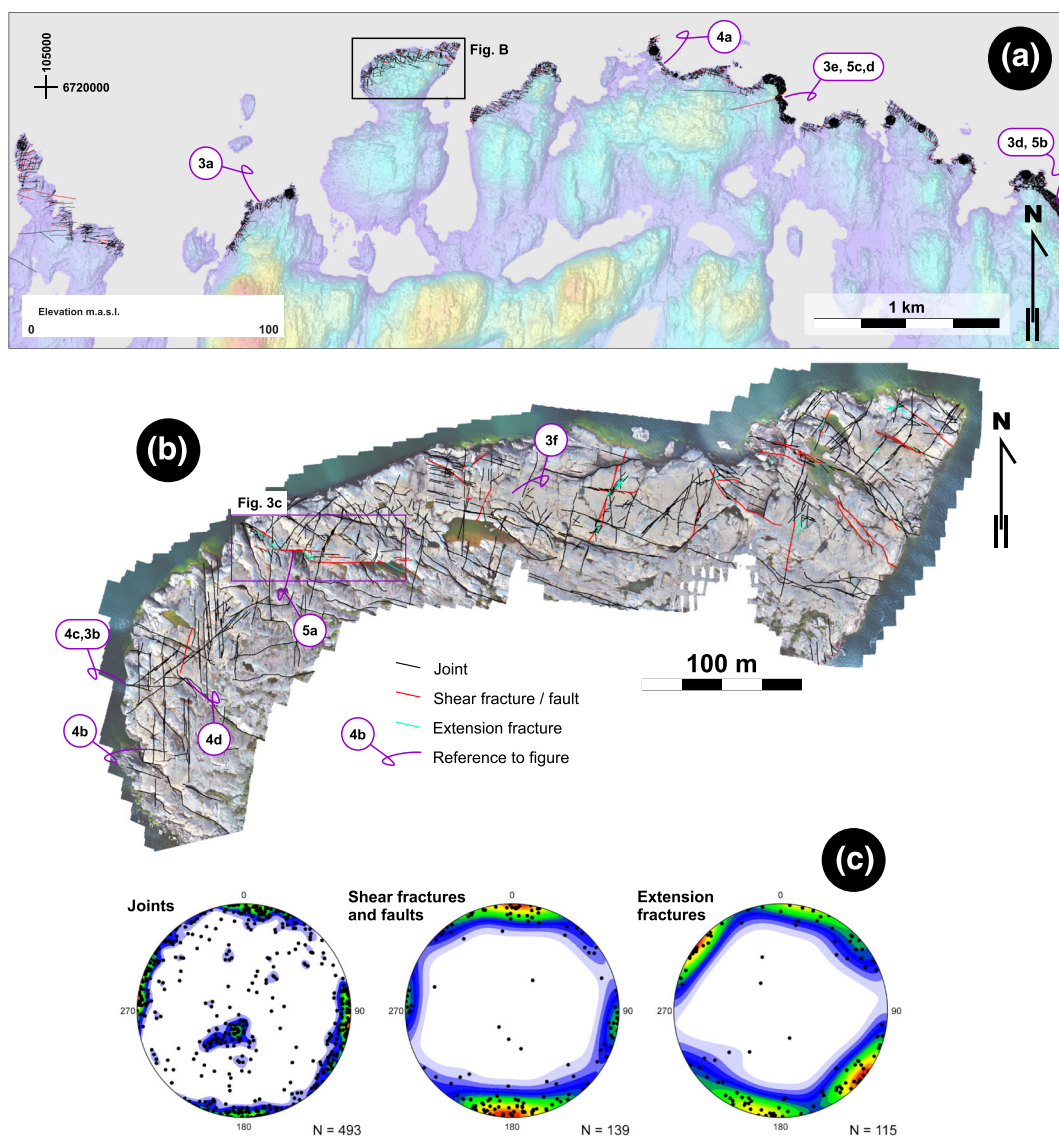 (a)
105000
6720000
Fig. B
4a
3e, 5c,d
3d, 5b
3a
N
Elevation m.a.s.l.
0
100
1 km
(b)
N
3f
Fig. 3c
5a
4c,3b
4b
4d
100 m
Joint
Shear fracture / fault
Extension fracture
4b
Reference to figure
(c)
Joints
0
90
180
270
N = 493
Shear fractures
and faults
0
90
180
270
N = 139
Extension
fractures
0
90
180
270
N = 115